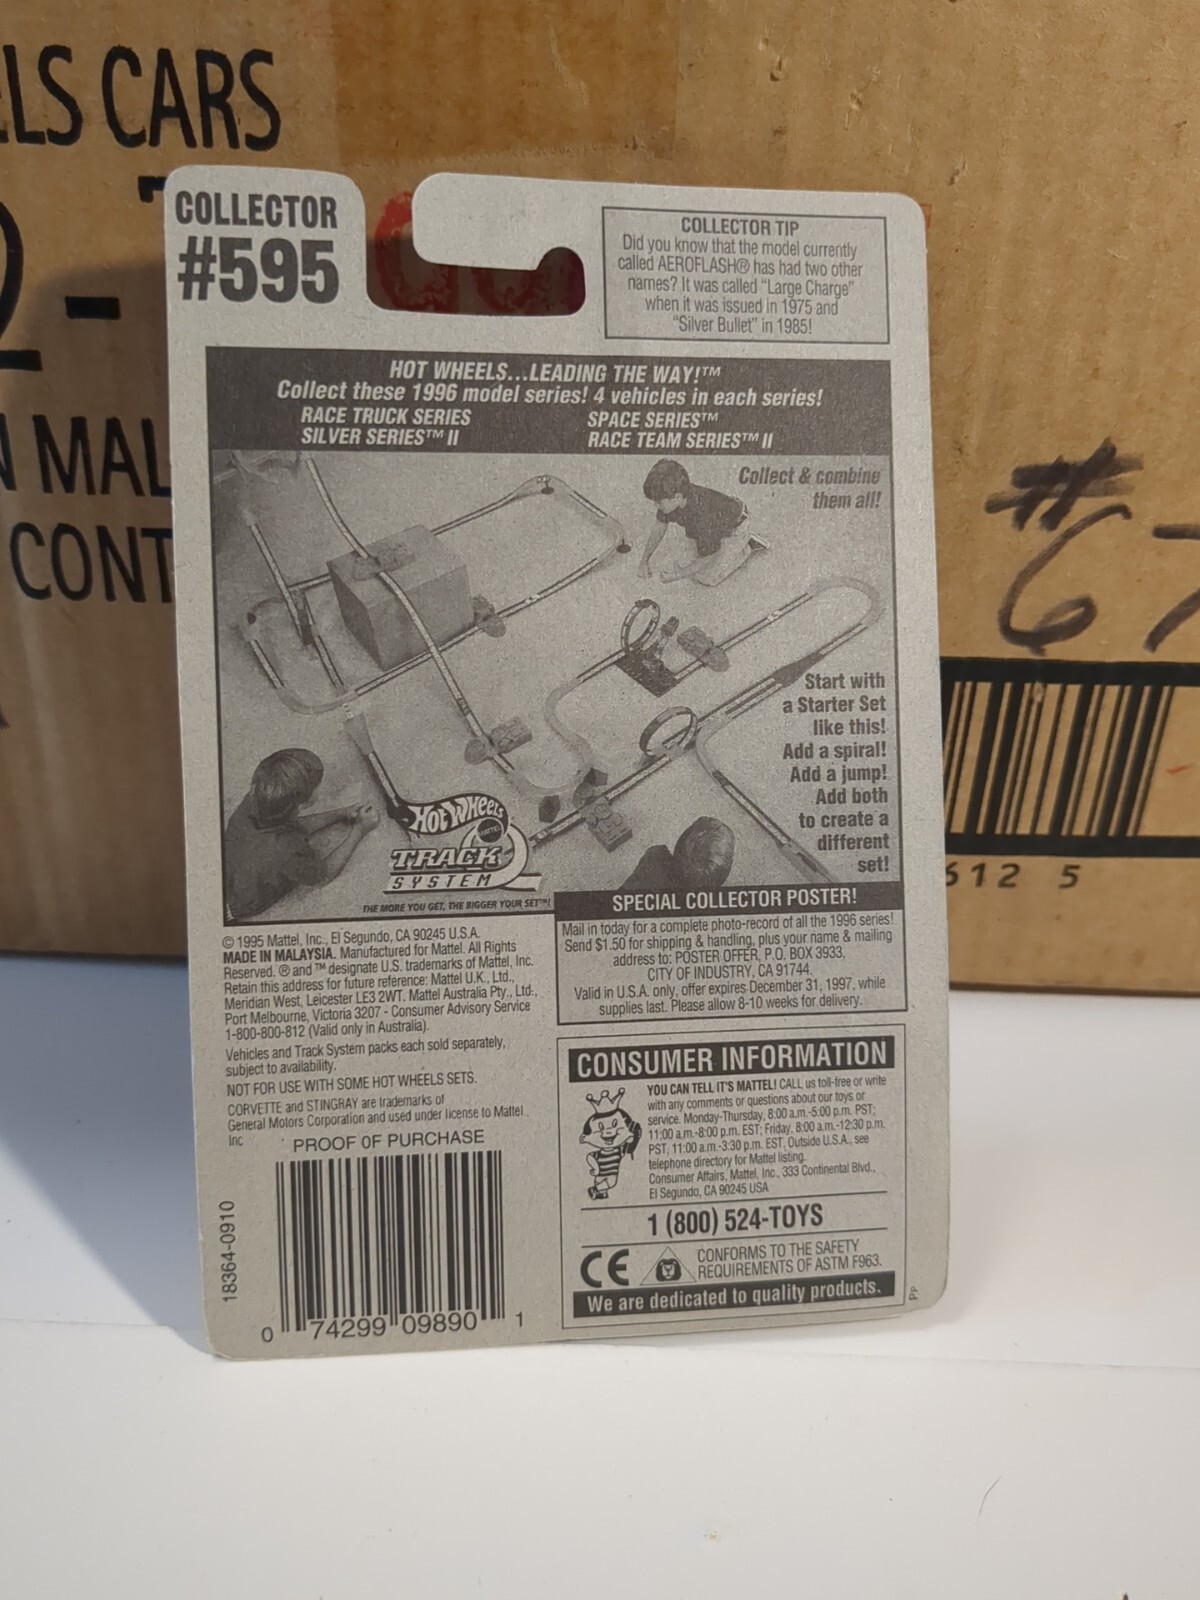 LS CARS
-
MAL
CONT
#67
612 5
COLLECTOR
#595
COLLECTOR TIP
Did you know that the model currently
called AEROFLASH® has had two other
names? It was called "Large Charge"
when it was issued in 1975 and
"Silver Bullet" in 1985!
HOT WHEELS...LEADING THE WAY!™
Collect these 1996 model series! 4 vehicles in each series!
RACE TRUCK SERIES
SILVER SERIES™ II
SPACE SERIES™
RACE TEAM SERIES™ II
Collect & combine
them all!
Start with
a Starter Set
like this!
Add a spiral!
Add a jump!
Add both
to create a
different
set!
Hot Wheels
MATTEL
TRACK
SYSTEM
THE MORE YOU GET, THE BIGGER YOUR SET™!
SPECIAL COLLECTOR POSTER!
Mail in today for a complete photo-record of all the 1996 series!
Send $1.50 for shipping & handling, plus your name & mailing
address to: POSTER OFFER, P.O. BOX 3933,
CITY OF INDUSTRY, CA 91744.
Valid in U.S.A. only, offer expires December 31, 1997, while
supplies last. Please allow 8-10 weeks for delivery.
© 1995 Mattel, Inc., El Segundo, CA 90245 U.S.A.
MADE IN MALAYSIA. Manufactured for Mattel. All Rights
Reserved. ® and ™ designate U.S. trademarks of Mattel, Inc.
Retain this address for future reference: Mattel U.K., Ltd.,
Meridian West, Leicester LE3 2WT. Mattel Australia Pty., Ltd.,
Port Melbourne, Victoria 3207 - Consumer Advisory Service
1-800-800-812 (Valid only in Australia).
Vehicles and Track System packs each sold separately,
subject to availability.
NOT FOR USE WITH SOME HOT WHEELS SETS.
CORVETTE and STINGRAY are trademarks of
General Motors Corporation and used under license to Mattel,
Inc
PROOF OF PURCHASE
18364-0910
0 74299 09890 1
CONSUMER INFORMATION
YOU CAN TELL IT'S MATTEL! CALL us toll-free or write
with any comments or questions about our toys or
service. Monday-Thursday, 8:00 a.m.-5:00 p.m. PST;
11:00 a.m.-8:00 p.m. EST; Friday, 8:00 a.m.-12:30 p.m.
PST, 11:00 a.m.-3:30 p.m. EST. Outside U.S.A., see
telephone directory for Mattel listing.
Consumer Affairs, Mattel, Inc., 333 Continental Blvd.,
El Segundo, CA 90245 USA
1 (800) 524-TOYS
CE
CONFORMS TO THE SAFETY
REQUIREMENTS OF ASTM F963.
We are dedicated to quality products.
PP